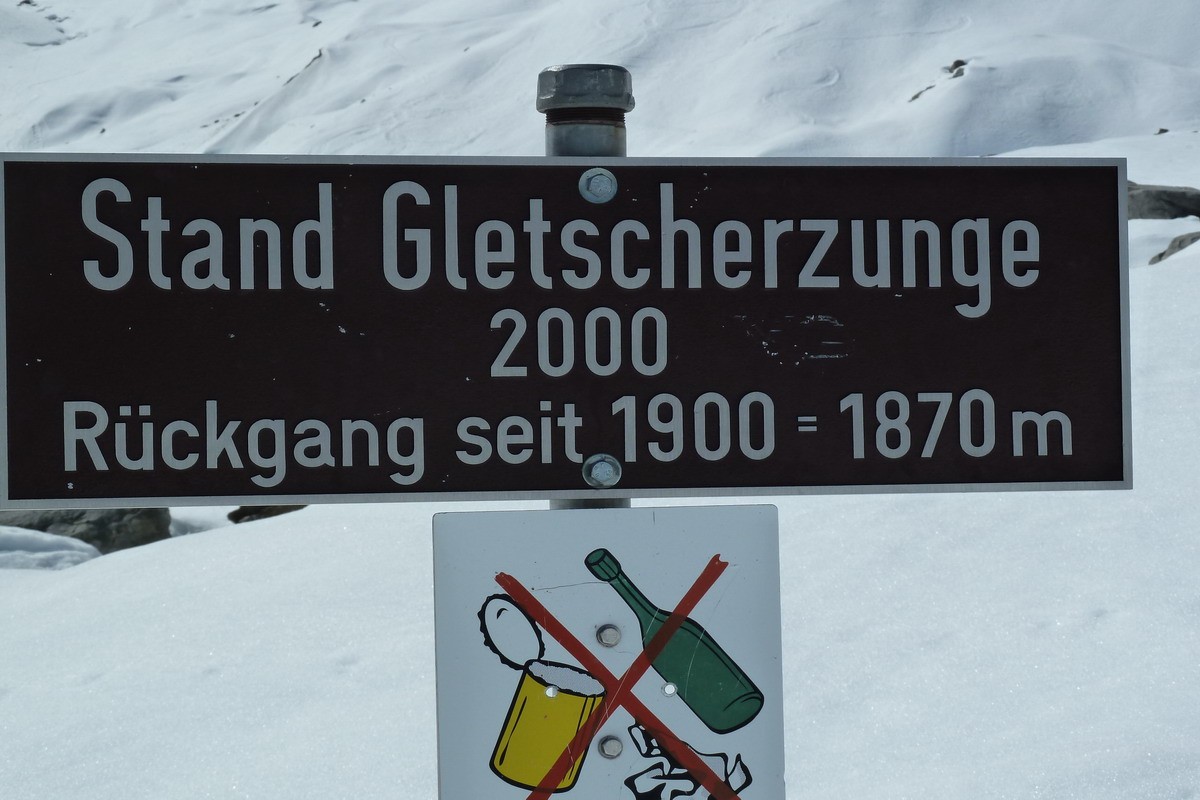 Stand Gletscherzunge
2000
Rückgang seit 1900 = 1870 m